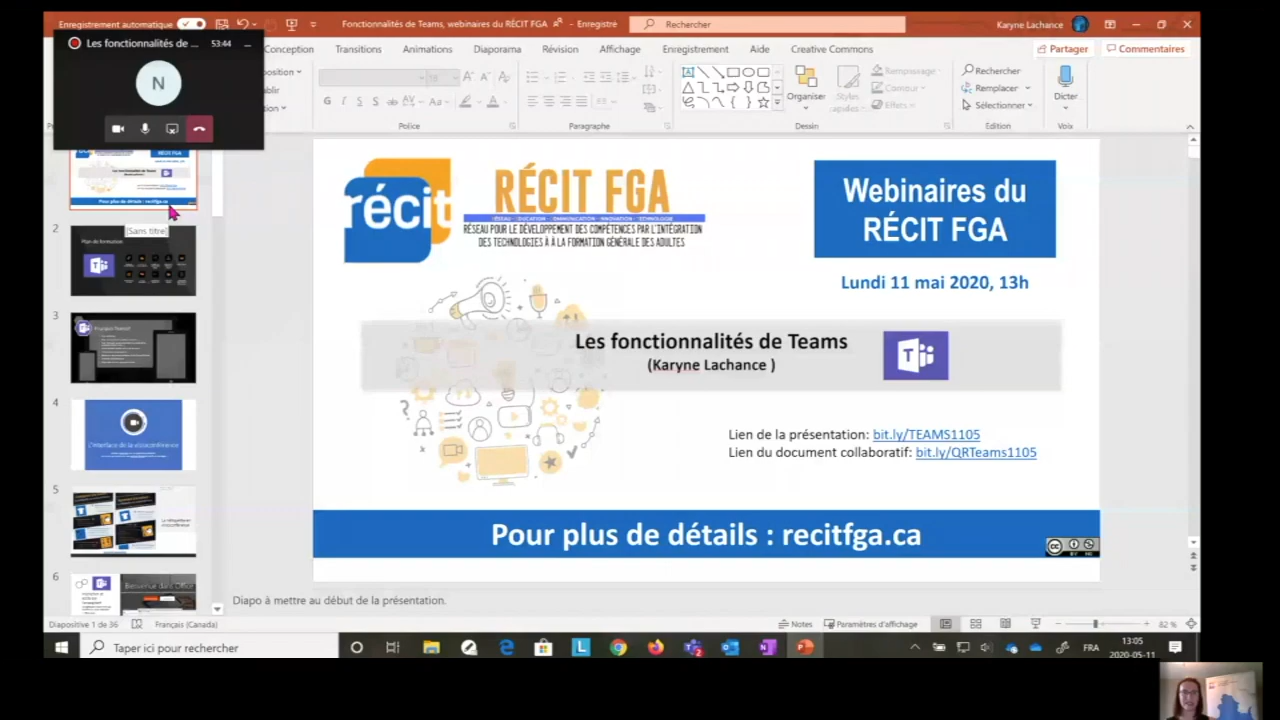 Enregistrement automatique
Fonctionnalités de Teams, webinaires du RÉCIT FGA - Enregistré
Rechercher
Karyne Lachance
Les fonctionnalités de ...
53:44
N
Conception
Transitions
Animations
Diaporama
Révision
Affichage
Enregistrement
Aide
Creative Commons
Partager
Commentaires
Remplissage
Contour
Effets
Organiser
Styles rapides
Rechercher
Remplacer
Sélectionner
Dicter
Police
Paragraphe
Dessin
Edition
Voix
[Sans titre]
2
3
4
5
6
récit
RÉCIT FGA
RÉSEAU POUR LE DÉVELOPPEMENT DES COMPÉTENCES PAR L'INTÉGRATION
DES TECHNOLOGIES À À LA FORMATION GÉNÉRALE DES ADULTES
Webinaires du
RÉCIT FGA
Lundi 11 mai 2020, 13h
Les fonctionnalités de Teams
(Karyne Lachance )
Lien de la présentation: bit.ly/TEAMS1105
Lien du document collaboratif: bit.ly/QRTeams1105
Pour plus de détails : recitfga.ca
Diapo à mettre au début de la présentation.
Diapositive 1 de 36
Français (Canada)
Notes
Paramètres d'affichage
82 %
Taper ici pour rechercher
FRA
13:05
2020-05-11